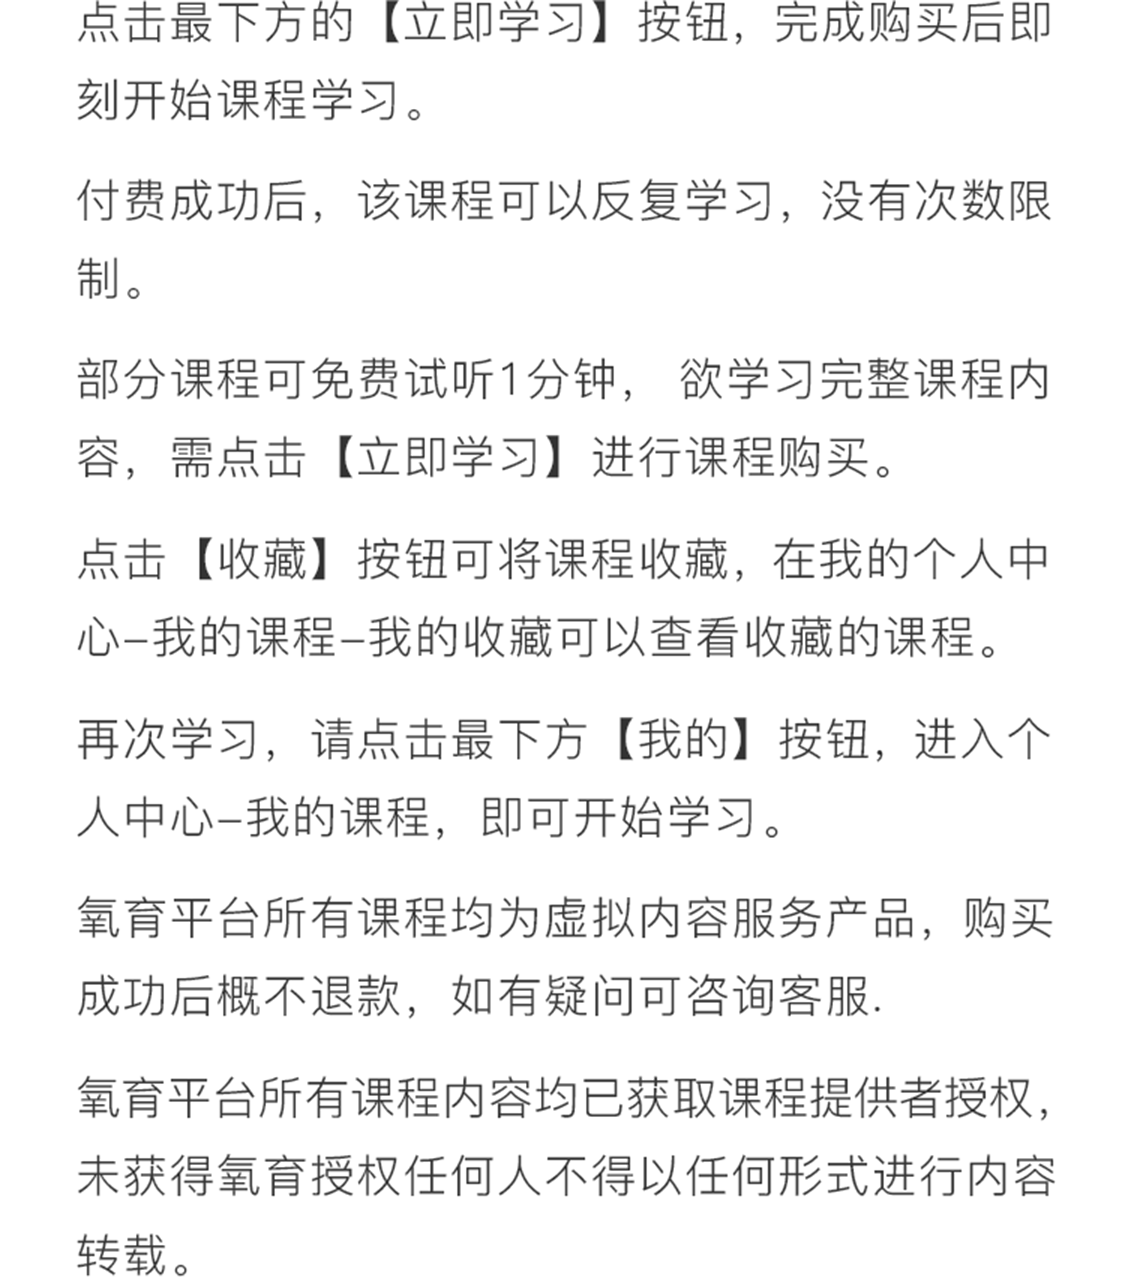 点击最下方的【立即学习】按钮，完成购买后即
刻开始课程学习。
付费成功后，该课程可以反复学习，没有次数限
制。
部分课程可免费试听1分钟， 欲学习完整课程内
容，需点击【立即学习】进行课程购买。
点击【收藏】按钮可将课程收藏，在我的个人中
心–我的课程–我的收藏可以查看收藏的课程。
再次学习，请点击最下方【我的】按钮，进入个
人中心–我的课程，即可开始学习。
氧育平台所有课程均为虚拟内容服务产品，购买
成功后概不退款，如有疑问可咨询客服.
氧育平台所有课程内容均已获取课程提供者授权，
未获得氧育授权任何人不得以任何形式进行内容
转载。